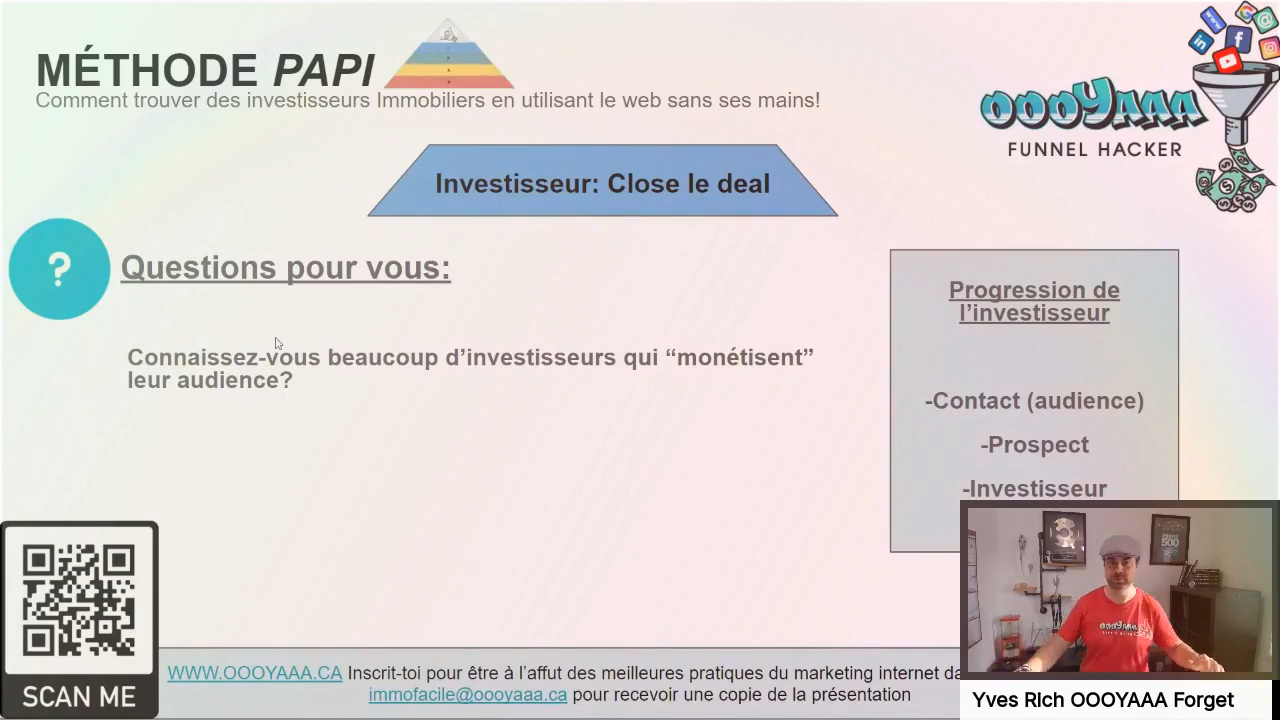 MÉTHODE PAPI
Comment trouver des investisseurs Immobiliers en utilisant le web sans ses mains!
OOOYAAA
FUNNEL HACKER
Investisseur: Close le deal
?
Questions pour vous:
Connaissez-vous beaucoup d’investisseurs qui “monétisent”
leur audience?
Progression de
l’investisseur
-Contact (audience)
-Prospect
-Investisseur
SCAN ME
WWW.OOOYAAA.CA Inscrit-toi pour être à l’affut des meilleures pratiques du marketing internet da
immofacile@oooyaaa.ca pour recevoir une copie de la présentation
Yves RIch OOOYAAA Forget